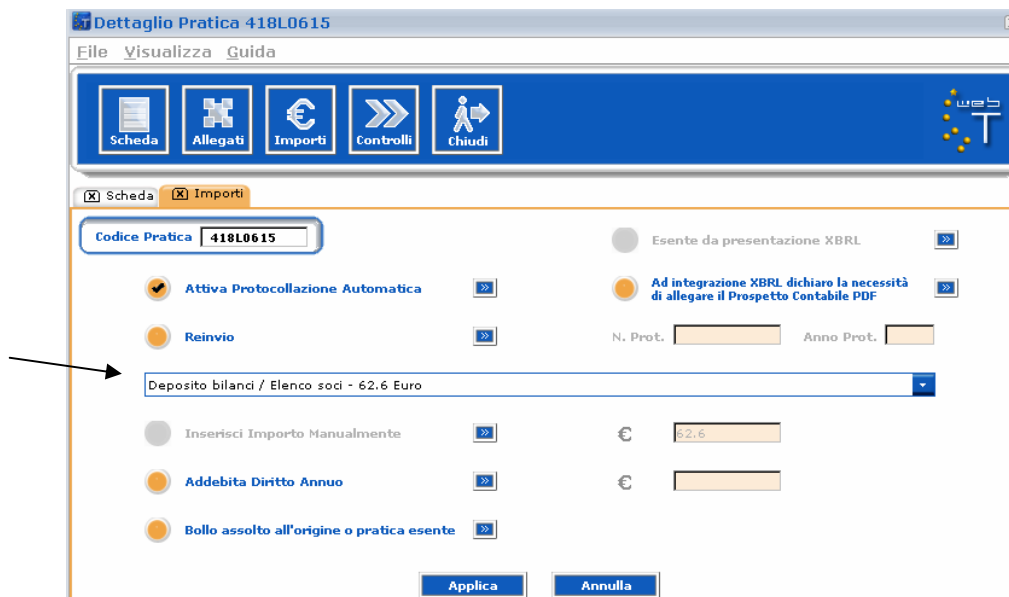 Dettaglio Pratica 418L0615
File Visualizza Guida
Scheda Allegati Importi Controlli Chiudi
web T
Scheda Importi
Codice Pratica 418L0615
Esente da presentazione XBRL
Attiva Protocollazione Automatica
Ad integrazione XBRL dichiaro la necessità
di allegare il Prospetto Contabile PDF
Reinvio
N. Prot. Anno Prot.
Deposito bilanci / Elenco soci - 62.6 Euro
Inserisci Importo Manualmente € 62.6
Addebita Diritto Annuo €
Bollo assolto all'origine o pratica esente
Applica Annulla